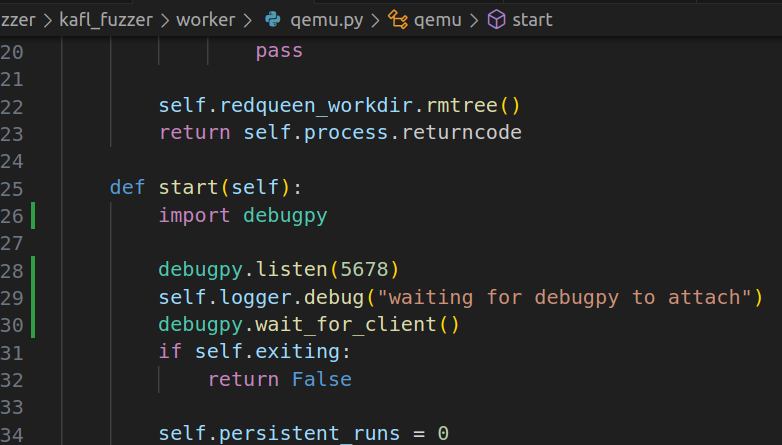 zzer > kafl_fuzzer > worker > qemu.py > qemu > start
20 pass
21
22 self.redqueen_workdir.rmtree()
23 return self.process.returncode
24
25 def start(self):
26 import debugpy
27
28 debugpy.listen(5678)
29 self.logger.debug("waiting for debugpy to attach")
30 debugpy.wait_for_client()
31 if self.exiting:
32 return False
33
34 self.persistent_runs = 0